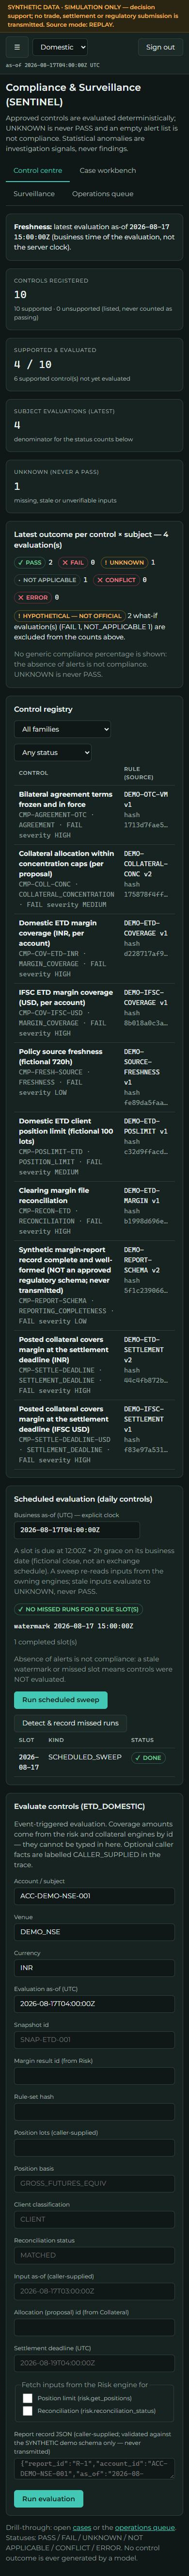 SYNTHETIC DATA · SIMULATION ONLY — decision
support; no trade, settlement or regulatory submission is
transmitted. Source mode: REPLAY.
☰
Domestic
Sign out
as-of 2026-08-17T04:00:00Z UTC
Compliance & Surveillance
(SENTINEL)
Approved controls are evaluated deterministically;
UNKNOWN is never PASS and an empty alert list
is not compliance. Statistical anomalies are
investigation signals, never findings.
Control centre
Case workbench
Surveillance
Operations queue
Freshness: latest evaluation as-of 2026-08-17
15:00:00Z (business time of the evaluation, not
the server clock).
CONTROLS REGISTERED
10
10 supported · 0 unsupported (listed, never counted as
passing)
SUPPORTED & EVALUATED
4 / 10
6 supported control(s) not yet evaluated
SUBJECT EVALUATIONS (LATEST)
4
denominator for the status counts below
UNKNOWN (NEVER A PASS)
1
missing, stale or unverifiable inputs
Latest outcome per control × subject — 4
evaluation(s)
✓ PASS 2 ✕ FAIL 0 ! UNKNOWN 1
- NOT APPLICABLE 1 ✕ CONFLICT 0
✕ ERROR 0
! HYPOTHETICAL — NOT OFFICIAL 2 what-if
evaluation(s) (FAIL 1, NOT_APPLICABLE 1) are
excluded from the counts above.
No generic compliance percentage is shown;
the absence of alerts is not compliance.
UNKNOWN is never PASS.
Control registry
All families
Any status
CONTROL
RULE
(SOURCE)
Bilateral agreement terms
frozen and in force
CMP-AGREEMENT-OTC ·
AGREEMENT · FAIL
severity HIGH
DEMO-OTC-VM
v1
hash
1713d7fae5…
Collateral allocation within
concentration caps (per
proposal)
CMP-COLL-CONC ·
COLLATERAL_CONCENTRATION
· FAIL severity MEDIUM
DEMO-
COLLATERAL-
CONC v2
hash
175878f4ff…
Domestic ETD margin
coverage (INR, per
account)
CMP-COV-ETD-INR ·
MARGIN_COVERAGE · FAIL
severity HIGH
DEMO-ETD-
COVERAGE v1
hash
d228717af9…
IFSC ETD margin coverage
(USD, per account)
CMP-COV-IFSC-USD ·
MARGIN_COVERAGE · FAIL
severity HIGH
DEMO-IFSC-
COVERAGE v1
hash
8b018a0c3a…
Policy source freshness
(fictional 720h)
CMP-FRESH-SOURCE ·
FRESHNESS · FAIL
severity LOW
DEMO-
SOURCE-
FRESHNESS
v1
hash
fe89da5faa…
Domestic ETD client
position limit (fictional 100
lots)
CMP-POSLIMIT-ETD ·
POSITION_LIMIT · FAIL
severity MEDIUM
DEMO-ETD-
POSLIMIT v1
hash
c32d9ffacd…
Clearing margin file
reconciliation
CMP-RECON-ETD ·
RECONCILIATION · FAIL
severity HIGH
DEMO-ETD-
MARGIN v1
hash
b1998d696e…
Synthetic margin-report
record complete and well-
formed (NOT an approved
regulatory schema; never
transmitted)
CMP-REPORT-SCHEMA ·
REPORTING_COMPLETENESS ·
FAIL severity LOW
DEMO-
REPORT-
SCHEMA v2
hash
5f1c239866…
Posted collateral covers
margin at the settlement
deadline (INR)
CMP-SETTLE-DEADLINE ·
SETTLEMENT_DEADLINE ·
FAIL severity HIGH
DEMO-ETD-
SETTLEMENT
v2
hash
44c4fb872b…
Posted collateral covers
margin at the settlement
deadline (IFSC USD)
CMP-SETTLE-DEADLINE-USD
· SETTLEMENT_DEADLINE ·
FAIL severity HIGH
DEMO-IFSC-
SETTLEMENT
v1
hash
f83e97a531…
Scheduled evaluation (daily controls)
Business as-of (UTC) — explicit clock
2026-08-17T04:00:00Z
A slot is due at 12:00Z + 2h grace on its business
date (fictional close, not an exchange
schedule). A sweep re-reads inputs from the
owning engines; stale inputs evaluate to
UNKNOWN, never PASS.
✓ NO MISSED RUNS FOR 0 DUE SLOT(S)
watermark 2026-08-17 15:00:00Z
1 completed slot(s)
Absence of alerts is not compliance: a stale
watermark or missed slot means controls were
NOT evaluated.
Run scheduled sweep
Detect & record missed runs
SLOT
KIND
STATUS
2026-
08-17
SCHEDULED_SWEEP
✓ DONE
Evaluate controls (ETD_DOMESTIC)
Event-triggered evaluation. Coverage amounts
come from the risk and collateral engines by id
— they cannot be typed in here. Optional caller
facts are labelled CALLER_SUPPLIED in the
trace.
Account / subject
ACC-DEMO-NSE-001
Venue
DEMO_NSE
Currency
INR
Evaluation as-of (UTC)
2026-08-17T04:00:00Z
Snapshot id
SNAP-ETD-001
Margin result id (from Risk)
Rule-set hash
Position lots (caller-supplied)
Position basis
GROSS_FUTURES_EQUIV
Client classification
CLIENT
Reconciliation status
MATCHED
Input as-of (caller-supplied)
2026-08-17T03:00:00Z
Allocation (proposal) id (from Collateral)
Settlement deadline (UTC)
2026-08-19T04:00:00Z
Fetch inputs from the Risk engine for
Position limit (risk.get_positions)
Reconciliation (risk.reconciliation_status)
Report record JSON (caller-supplied; validated against
the SYNTHETIC demo schema only — never
transmitted)
{"report_id":"R-1","account_id":"ACC-
DEMO-NSE-001","as_of":"2026-08-
Run evaluation
Drill-through: open cases or the operations queue.
Statuses: PASS / FAIL / UNKNOWN / NOT
APPLICABLE / CONFLICT / ERROR. No control
outcome is ever generated by a model.